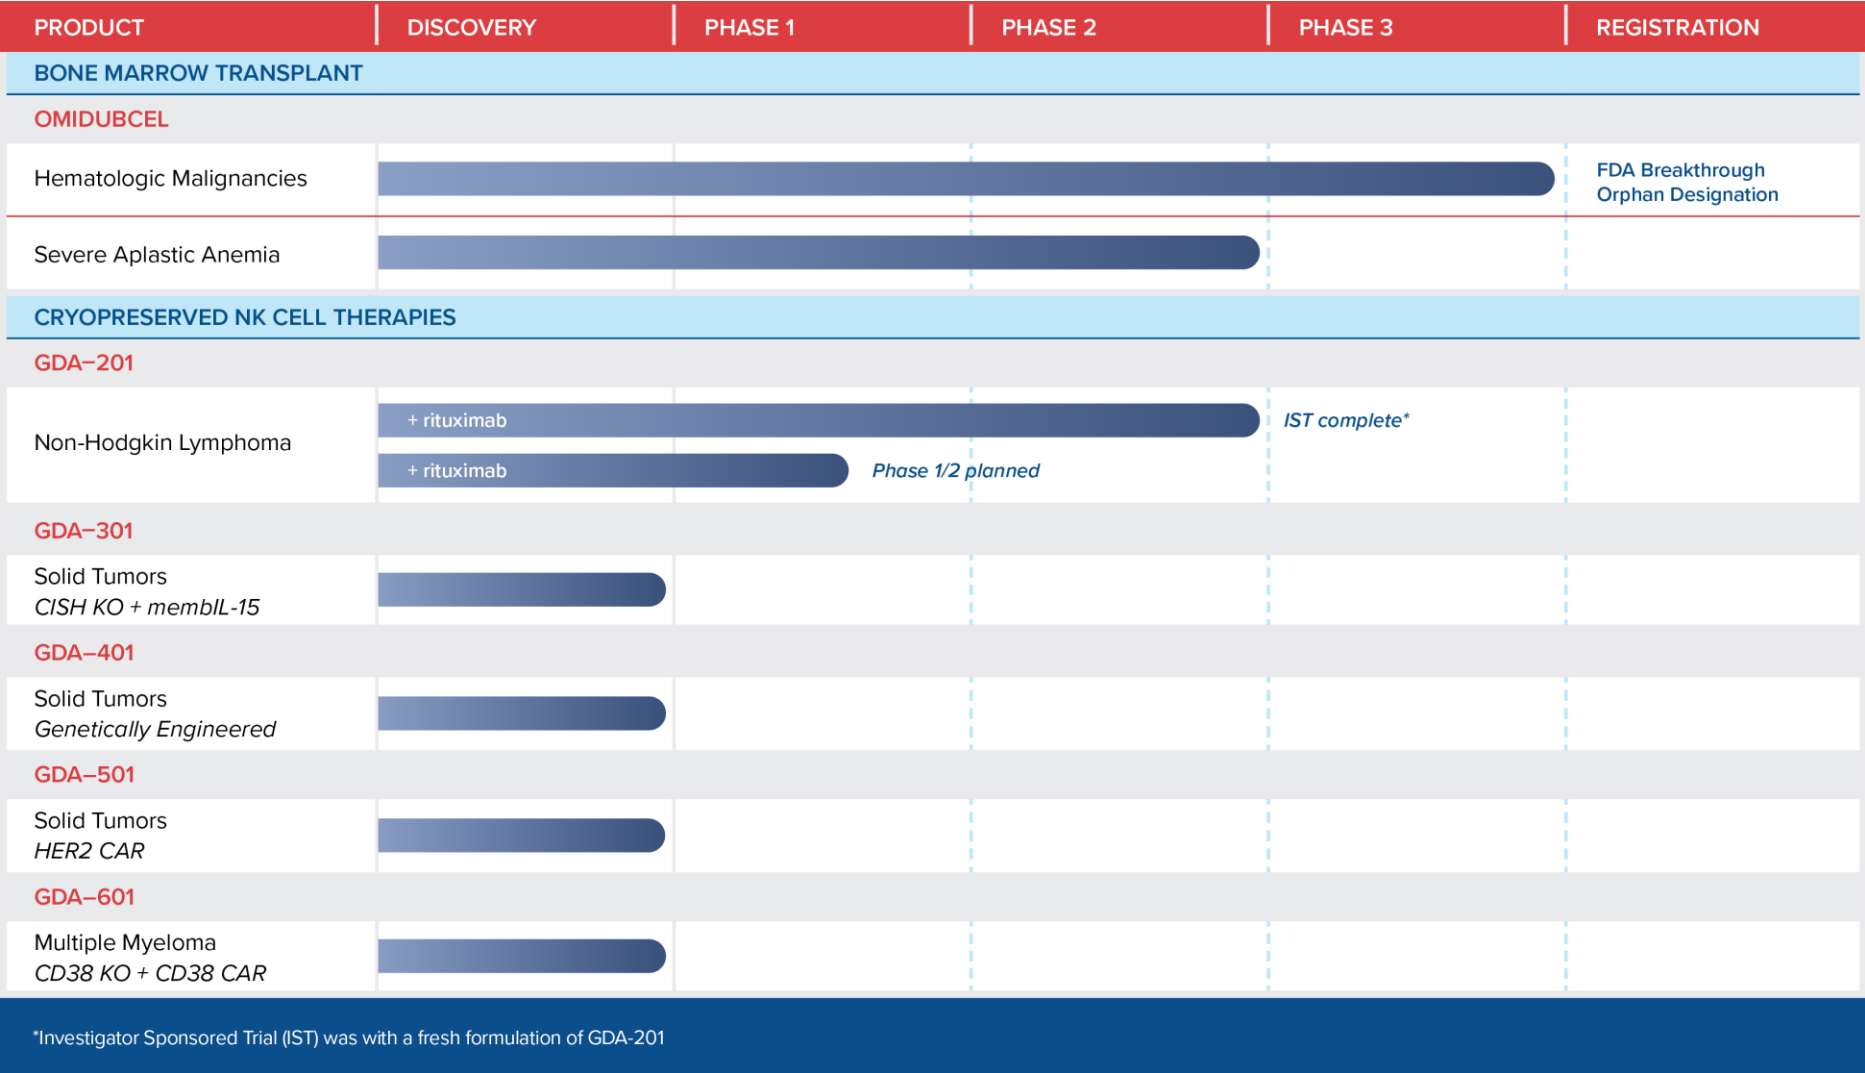 PRODUCT DISCOVERY PHASE 1 PHASE 2 PHASE 3 REGISTRATION
BONE MARROW TRANSPLANT
OMIDUBCEL
Hematologic Malignancies
FDA Breakthrough
Orphan Designation
Severe Aplastic Anemia
CRYOPRESERVED NK CELL THERAPIES
GDA–201
Non-Hodgkin Lymphoma
+ rituximab IST complete*
+ rituximab Phase 1/2 planned
GDA–301
Solid Tumors
CISH KO + membIL-15
GDA–401
Solid Tumors
Genetically Engineered
GDA–501
Solid Tumors
HER2 CAR
GDA–601
Multiple Myeloma
CD38 KO + CD38 CAR
*Investigator Sponsored Trial (IST) was with a fresh formulation of GDA-201